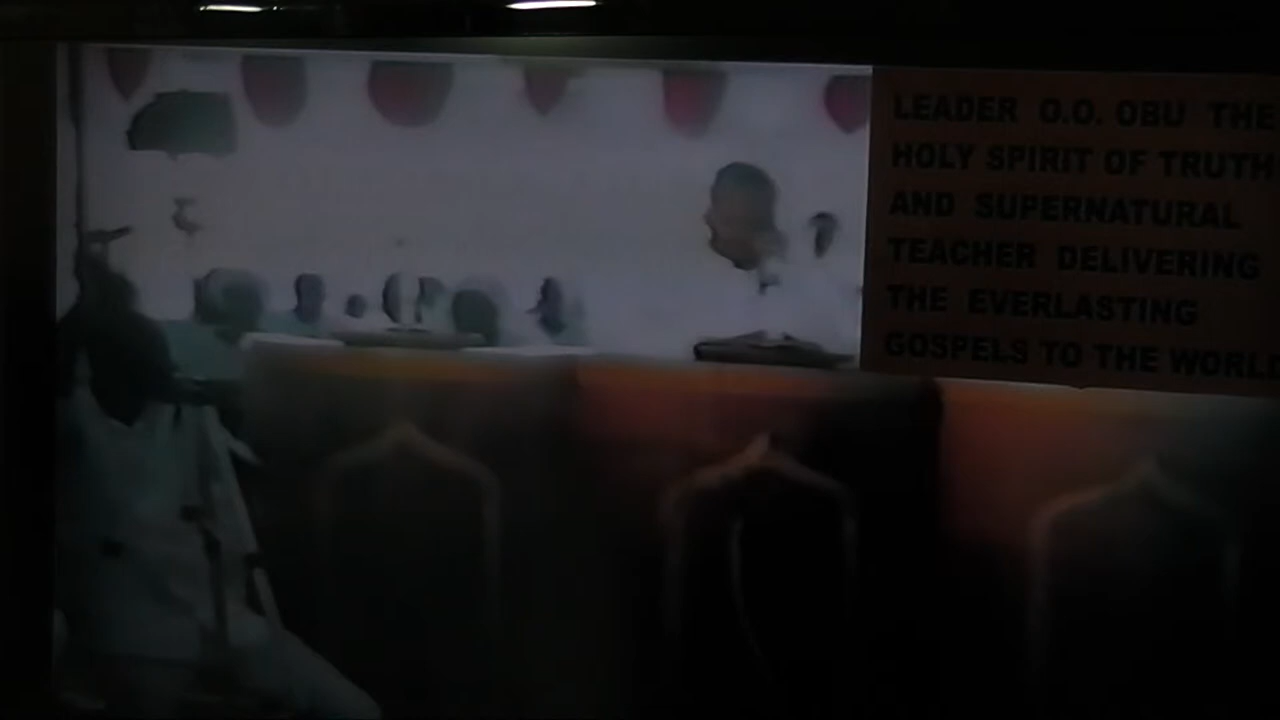 LEADER O.O. OBU THE
HOLY SPIRIT OF TRUTH
AND SUPERNATURAL
TEACHER DELIVERING
THE EVERLASTING
GOSPELS TO THE WORLD